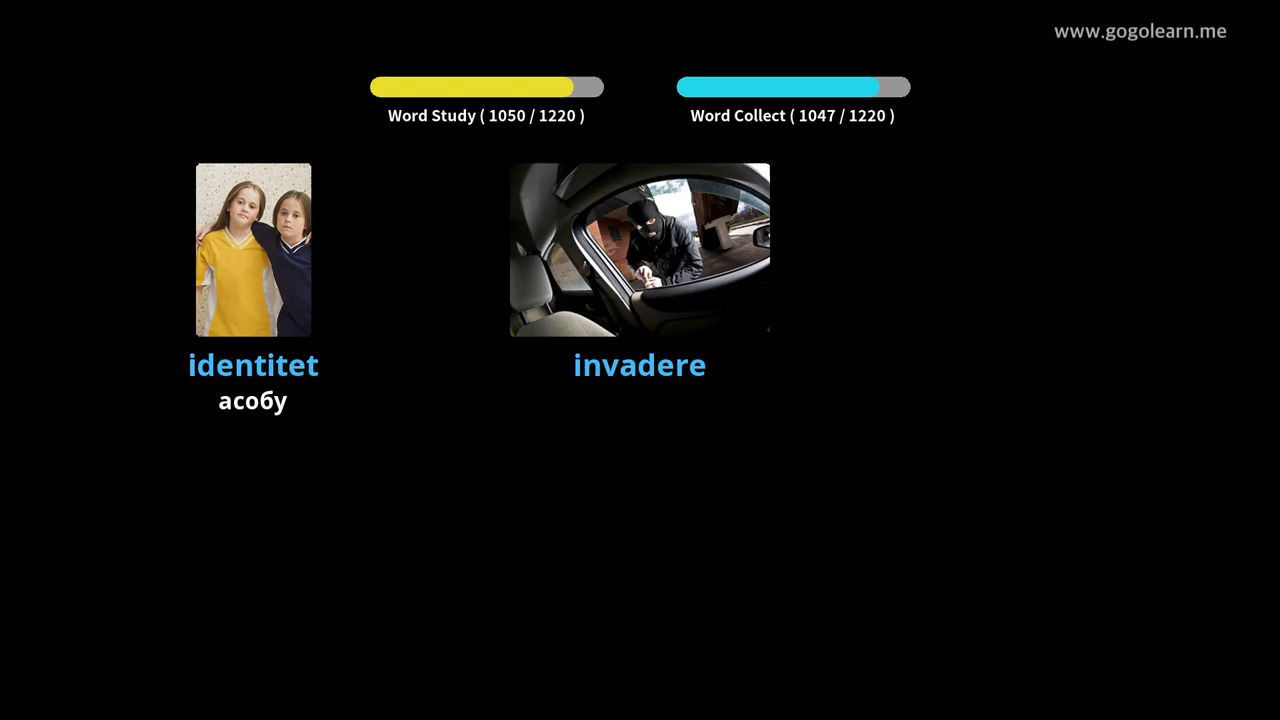 www.gogolearn.me
Word Study ( 1050 / 1220 )
Word Collect ( 1047 / 1220 )
identitet
асобу
invadere